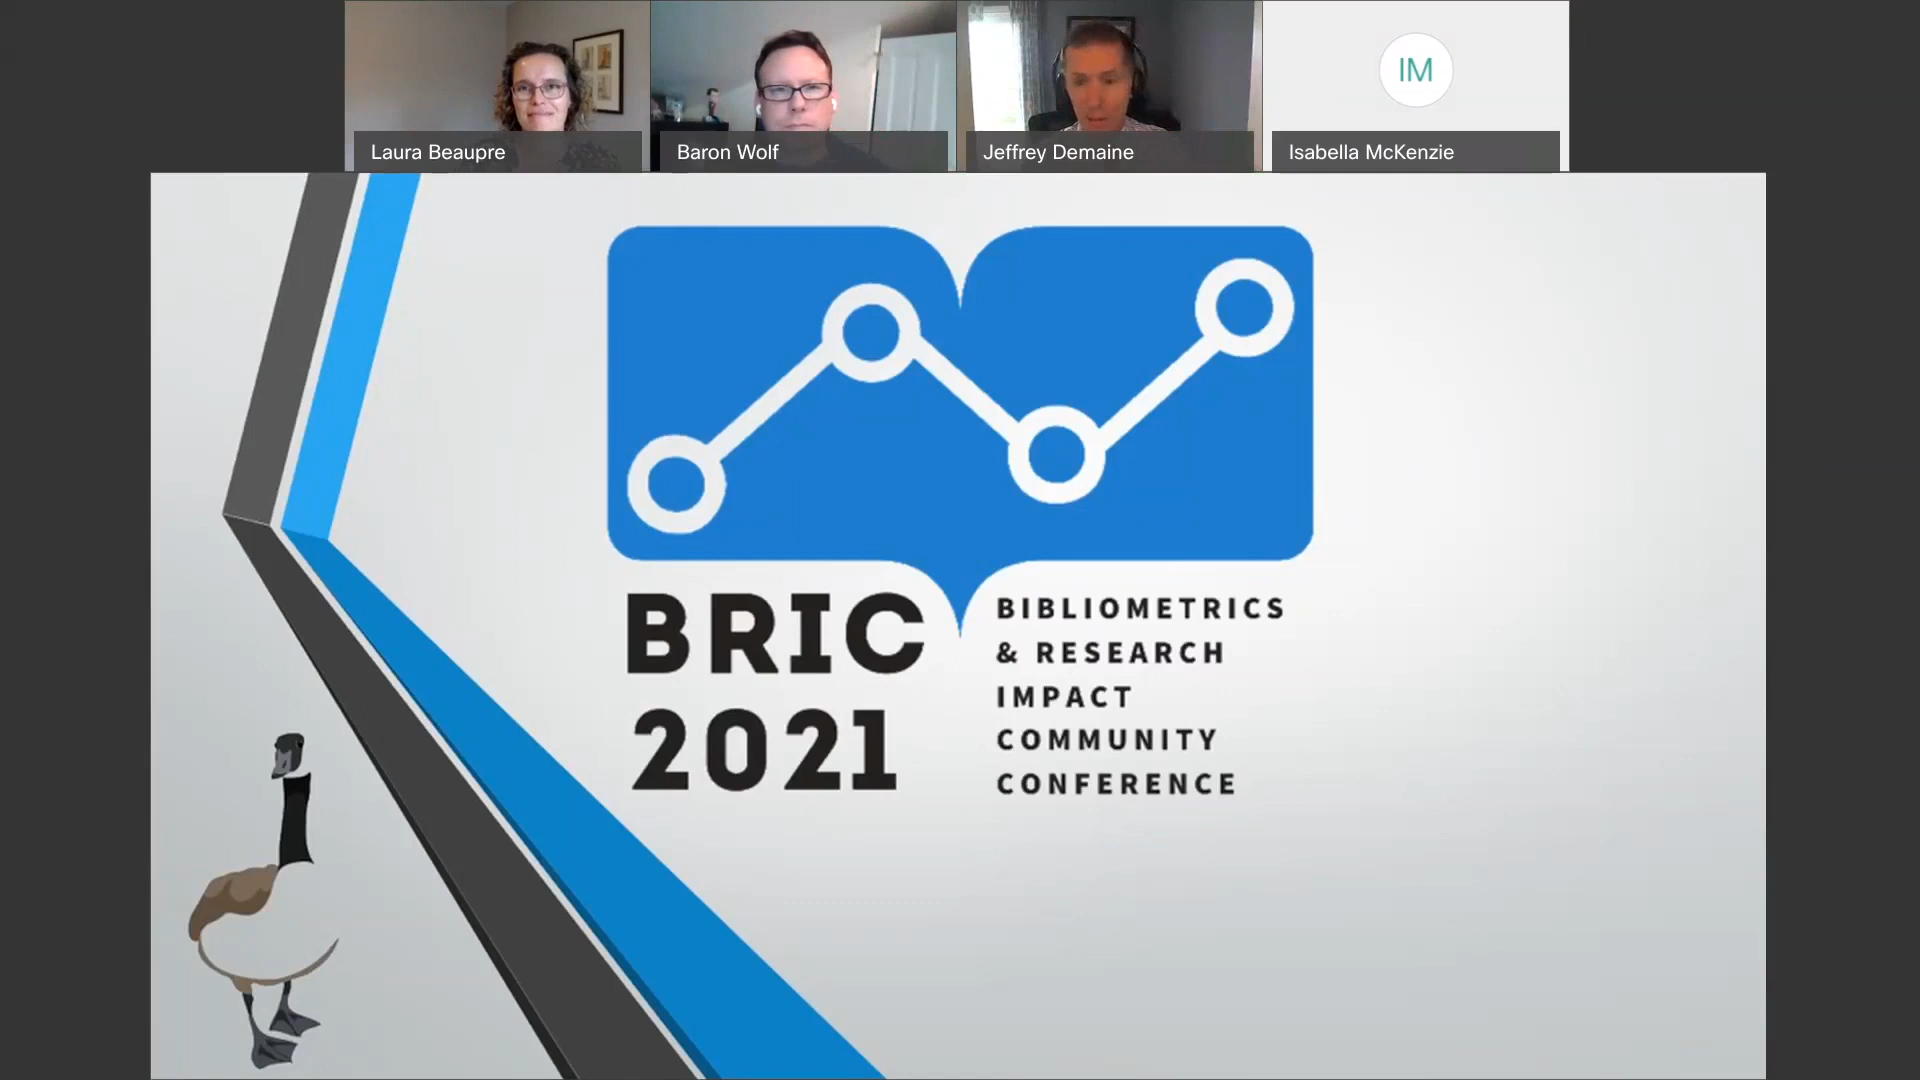 Laura Beaupre
Baron Wolf
Jeffrey Demaine
IM
Isabella McKenzie
BRIC
2021
BIBLIOMETRICS
& RESEARCH
IMPACT
COMMUNITY
CONFERENCE